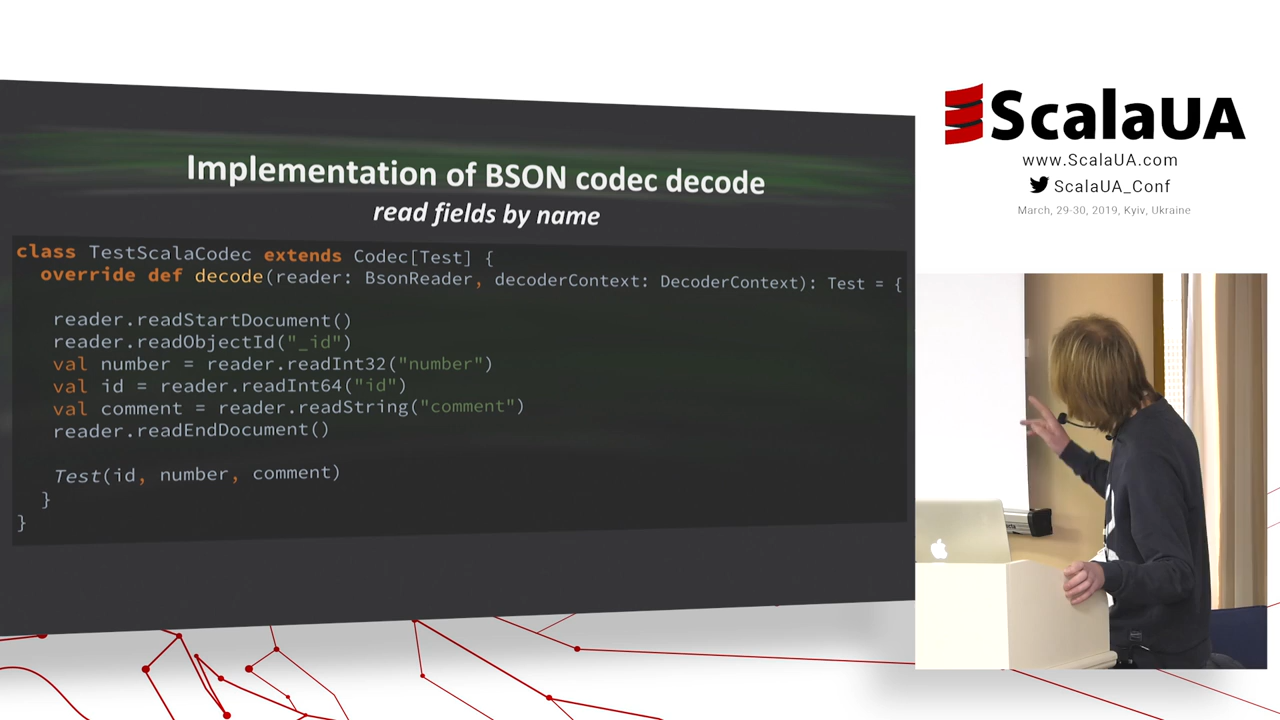 Implementation of BSON codec decode
read fields by name
class TestScalaCodec extends Codec[Test] {
override def decode(reader: BsonReader, decoderContext: DecoderContext): Test = {
reader.readStartDocument()
reader.readObjectId("_id")
val number = reader.readInt32("number")
val id = reader.readInt64("id")
val comment = reader.readString("comment")
reader.readEndDocument()
Test(id, number, comment)
}
}
ScalaUA
www.ScalaUA.com
ScalaUA_Conf
March, 29-30, 2019, Kyiv, Ukraine